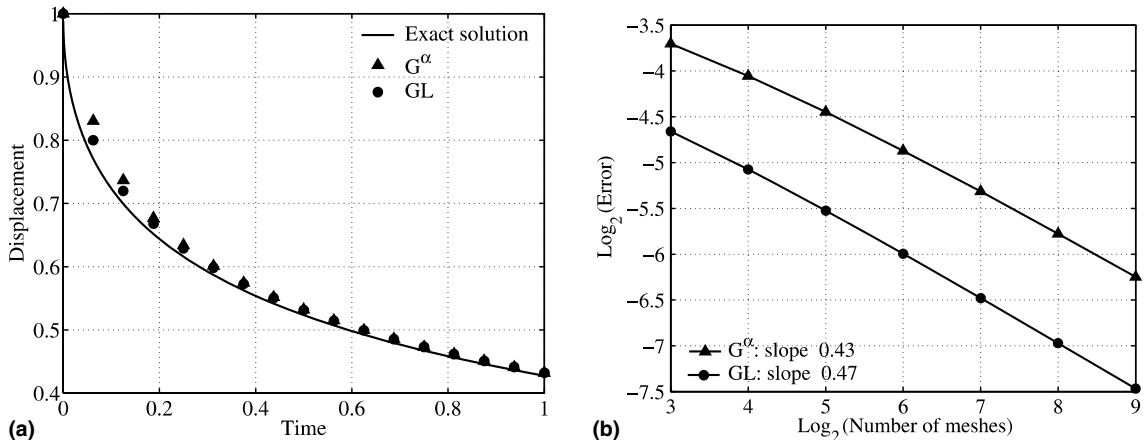 1
0.9
0.8
0.7
0.6
0.5
0.4
Displacement
0
0.2
0.4
0.6
0.8
1
Time
Exact solution
G^α
GL
(a)
−3.5
−4
−4.5
−5
−5.5
−6
−6.5
−7
−7.5
Log_2(Error)
G^α: slope 0.43
GL: slope 0.47
3
4
5
6
7
8
9
Log_2(Number of meshes)
(b)